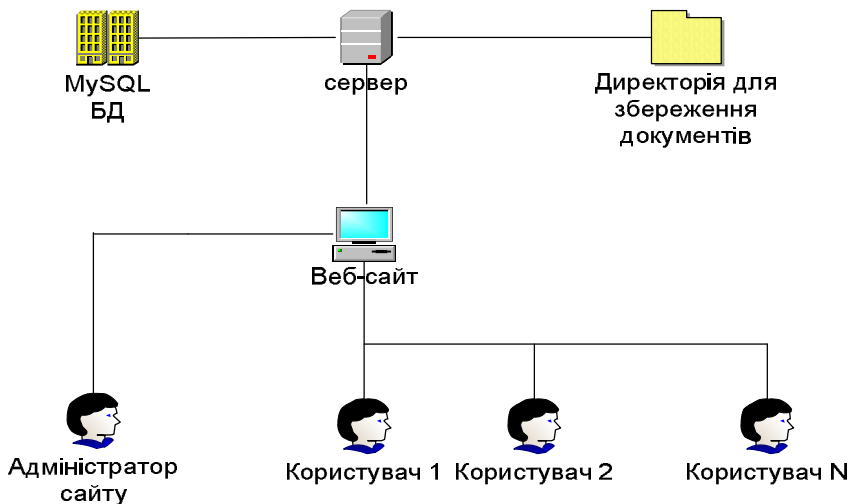 MySQL
БД
сервер
Директорія для
збереження
документів
Веб-сайт
Адміністратор
сайту
Користувач 1
Користувач 2
Користувач N